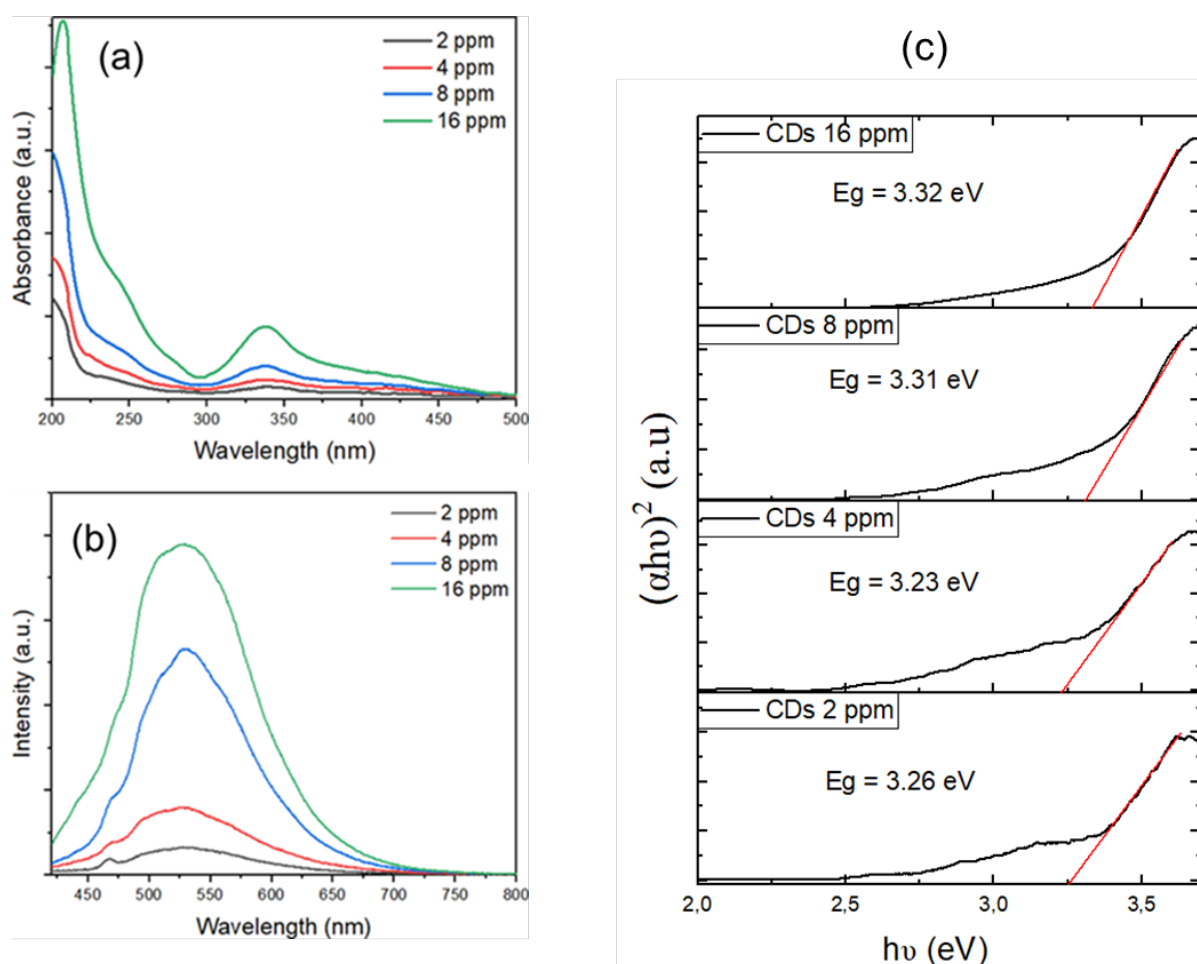 (a)
2 ppm
4 ppm
8 ppm
16 ppm
Absorbance (a.u.)
200 250 300 350 400 450 500
Wavelength (nm)
(b)
2 ppm
4 ppm
8 ppm
16 ppm
Intensity (a.u.)
450 500 550 600 650 700 750 800
Wavelength (nm)
(c)
CDs 16 ppm
Eg = 3.32 eV
CDs 8 ppm
Eg = 3.31 eV
CDs 4 ppm
Eg = 3.23 eV
CDs 2 ppm
Eg = 3.26 eV
(αhυ)² (a.u)
2,0 2,5 3,0 3,5
hυ (eV)